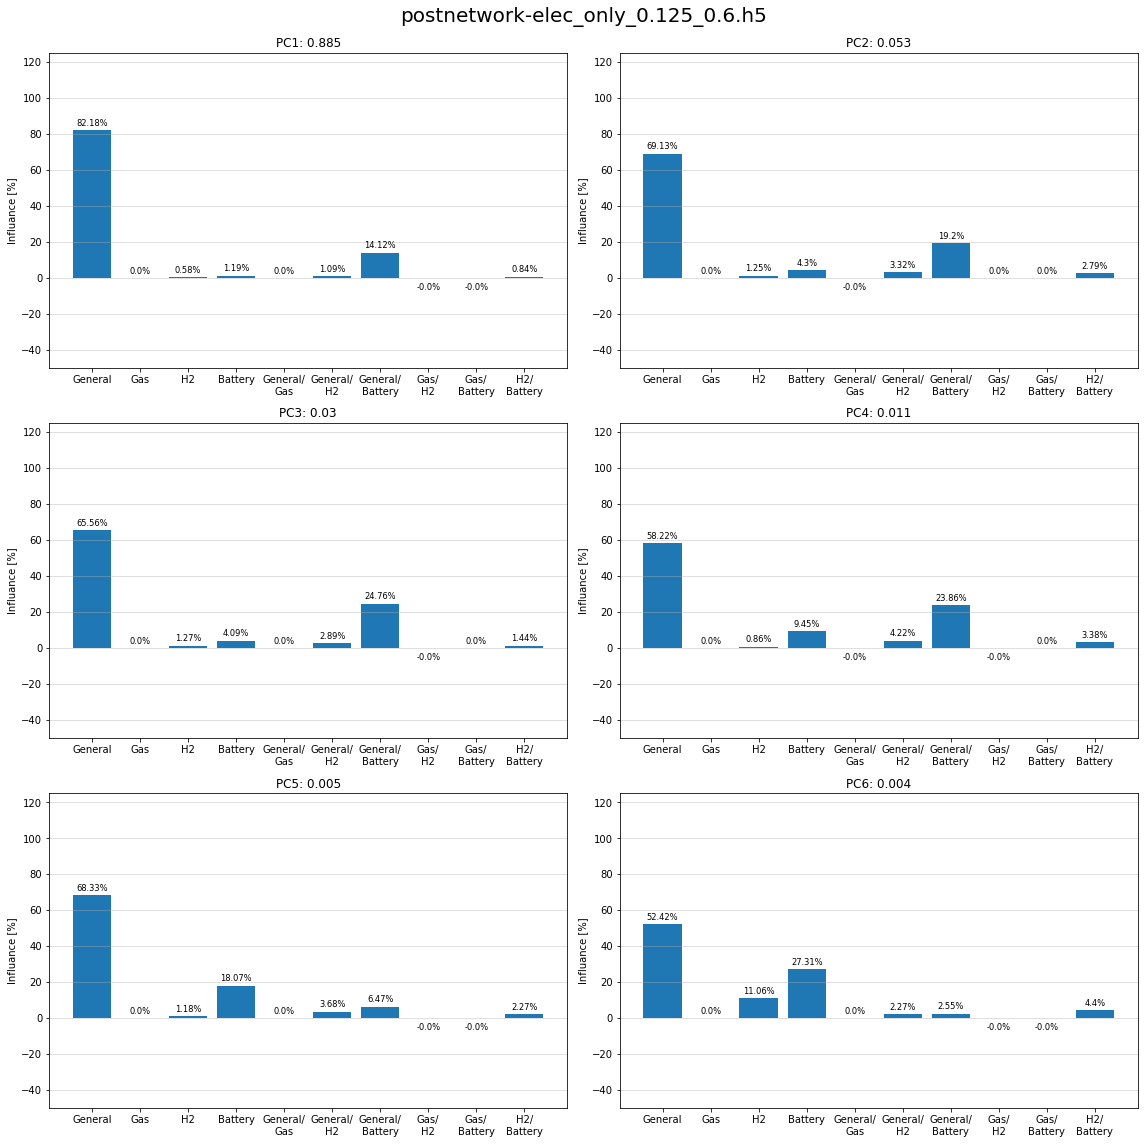 postnetwork-elec_only_0.125_0.6.h5
PC1: 0.885
Influance [%]
120
100
80
60
40
20
0
−20
−40
82.18%
0.0%
0.58%
1.19%
0.0%
1.09%
14.12%
-0.0%
-0.0%
0.84%
General
Gas
H2
Battery
General/
Gas
General/
H2
General/
Battery
Gas/
H2
Gas/
Battery
H2/
Battery
PC2: 0.053
Influance [%]
120
100
80
60
40
20
0
−20
−40
69.13%
0.0%
1.25%
4.3%
-0.0%
3.32%
19.2%
0.0%
0.0%
2.79%
General
Gas
H2
Battery
General/
Gas
General/
H2
General/
Battery
Gas/
H2
Gas/
Battery
H2/
Battery
PC3: 0.03
Influance [%]
120
100
80
60
40
20
0
−20
−40
65.56%
0.0%
1.27%
4.09%
0.0%
2.89%
24.76%
-0.0%
0.0%
1.44%
General
Gas
H2
Battery
General/
Gas
General/
H2
General/
Battery
Gas/
H2
Gas/
Battery
H2/
Battery
PC4: 0.011
Influance [%]
120
100
80
60
40
20
0
−20
−40
58.22%
0.0%
0.86%
9.45%
-0.0%
4.22%
23.86%
-0.0%
0.0%
3.38%
General
Gas
H2
Battery
General/
Gas
General/
H2
General/
Battery
Gas/
H2
Gas/
Battery
H2/
Battery
PC5: 0.005
Influance [%]
120
100
80
60
40
20
0
−20
−40
68.33%
0.0%
1.18%
18.07%
0.0%
3.68%
6.47%
-0.0%
-0.0%
2.27%
General
Gas
H2
Battery
General/
Gas
General/
H2
General/
Battery
Gas/
H2
Gas/
Battery
H2/
Battery
PC6: 0.004
Influance [%]
120
100
80
60
40
20
0
−20
−40
52.42%
0.0%
11.06%
27.31%
0.0%
2.27%
2.55%
-0.0%
-0.0%
4.4%
General
Gas
H2
Battery
General/
Gas
General/
H2
General/
Battery
Gas/
H2
Gas/
Battery
H2/
Battery